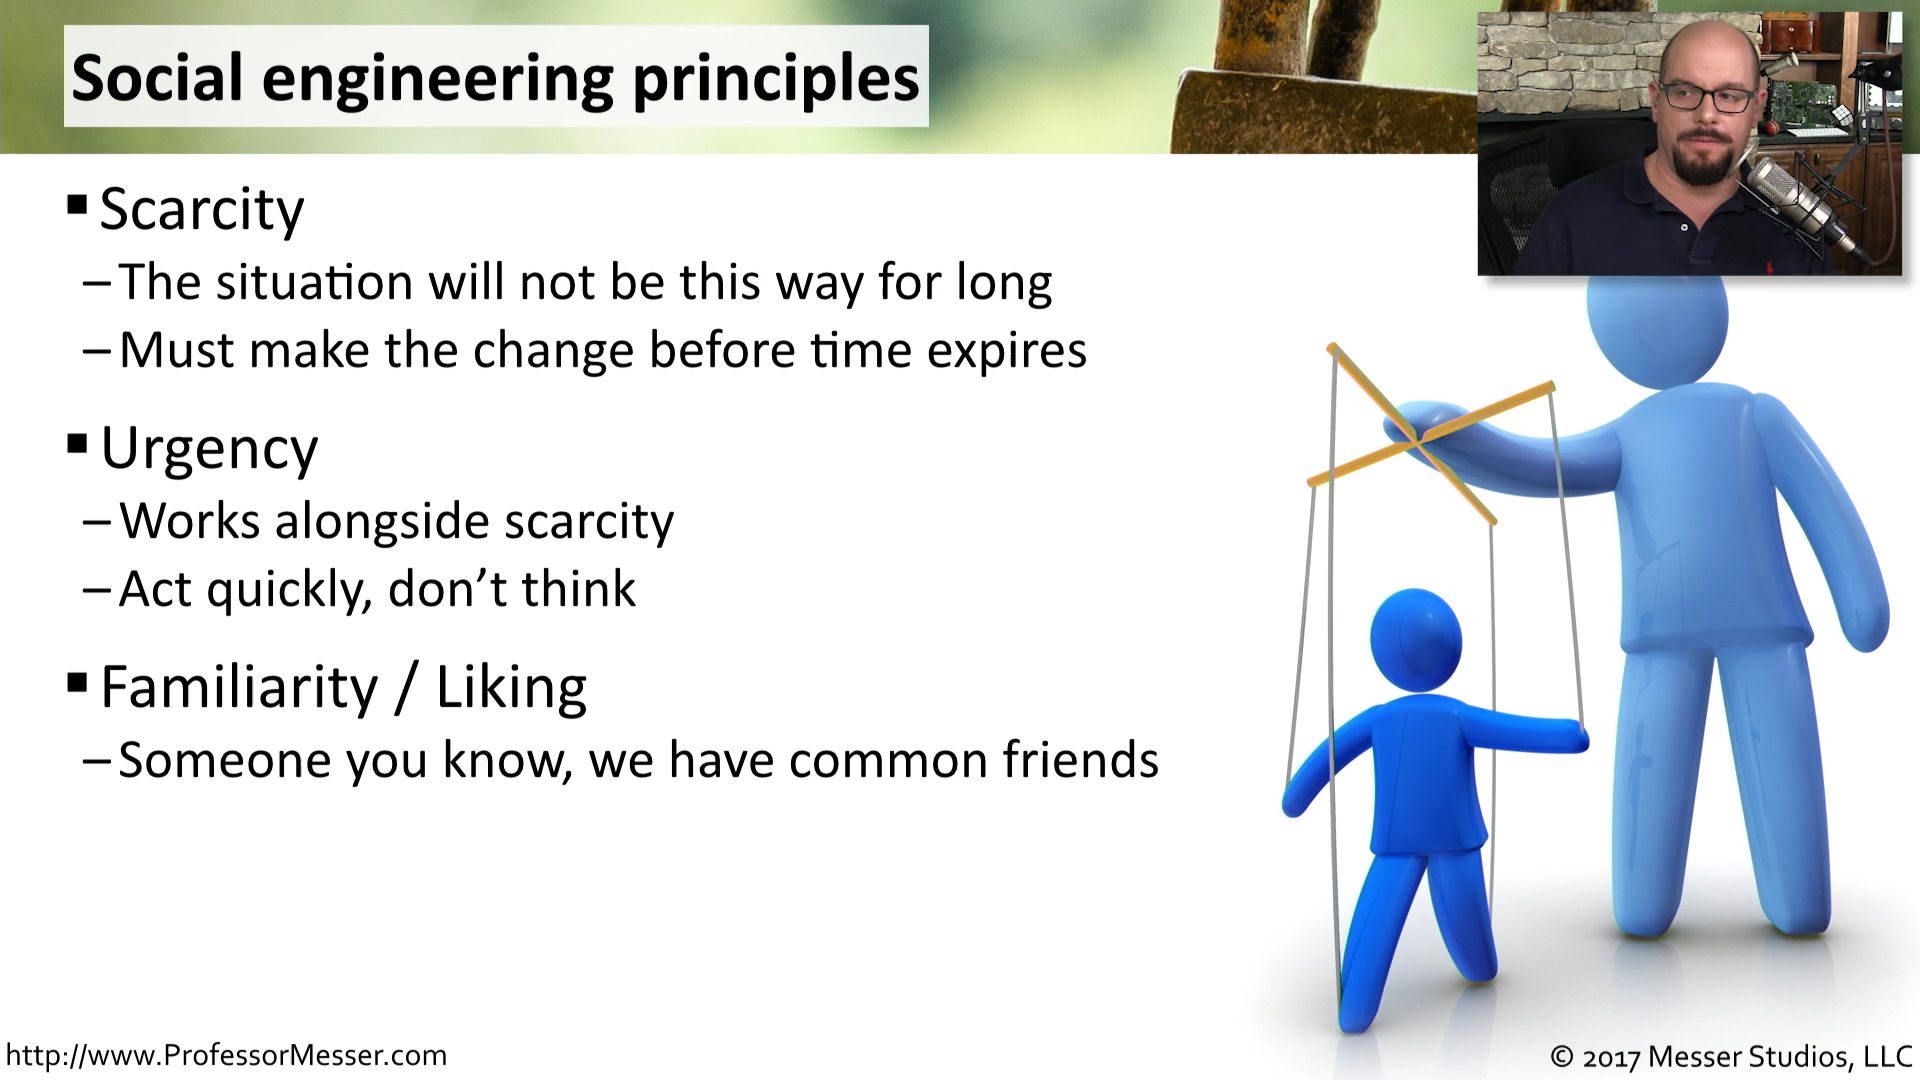 Social engineering principles
▪ Scarcity
– The situation will not be this way for long
– Must make the change before time expires
▪ Urgency
– Works alongside scarcity
– Act quickly, don’t think
▪ Familiarity / Liking
– Someone you know, we have common friends
http://www.ProfessorMesser.com
© 2017 Messer Studios, LLC